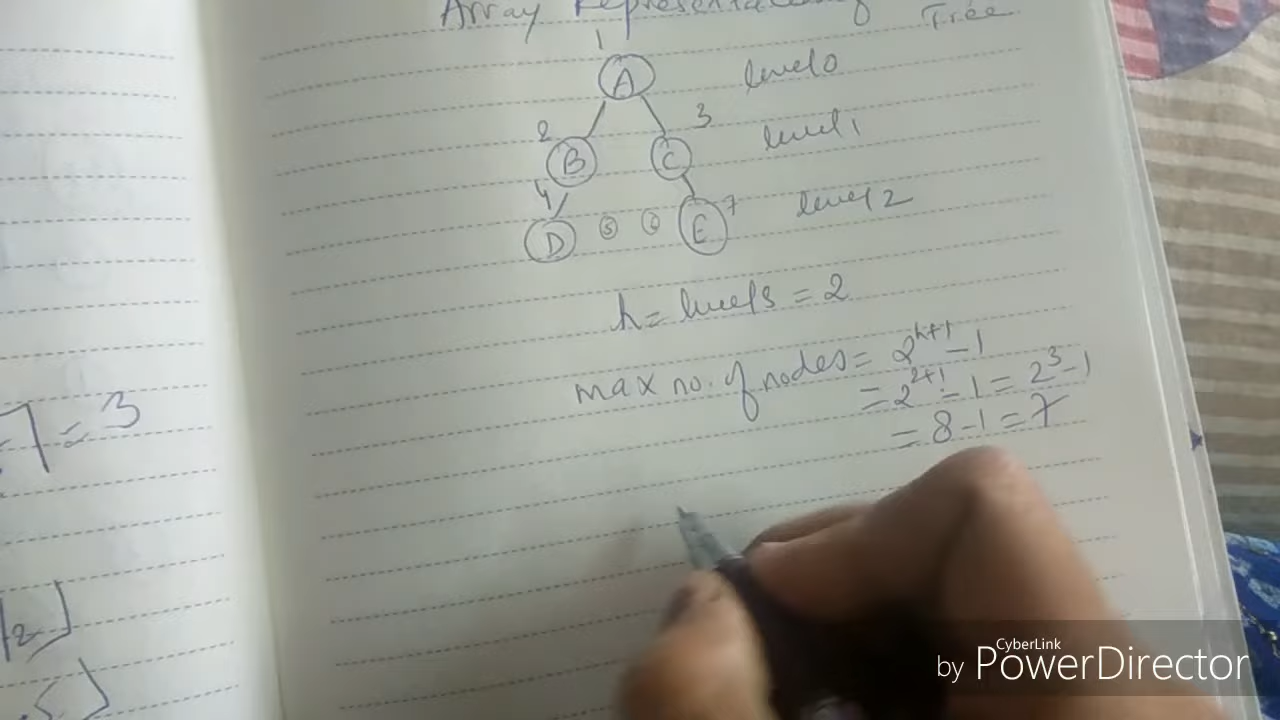 Array Representation of Tree
1
A level 0
2 3
B C level 1
4 7
D 5 6 E level 2
h = levels = 2
max no. of nodes = 2^h+1 - 1
= 2^2+1 - 1 = 2^3 - 1
= 8 - 1 = 7
7 = 3
2]
CyberLink
by PowerDirector